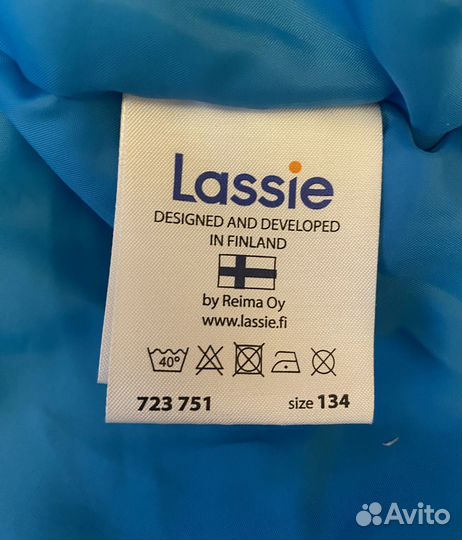 Lassie
DESIGNED AND DEVELOPED
IN FINLAND
by Reima Oy
www.lassie.fi
40°
723 751 size 134
Avito